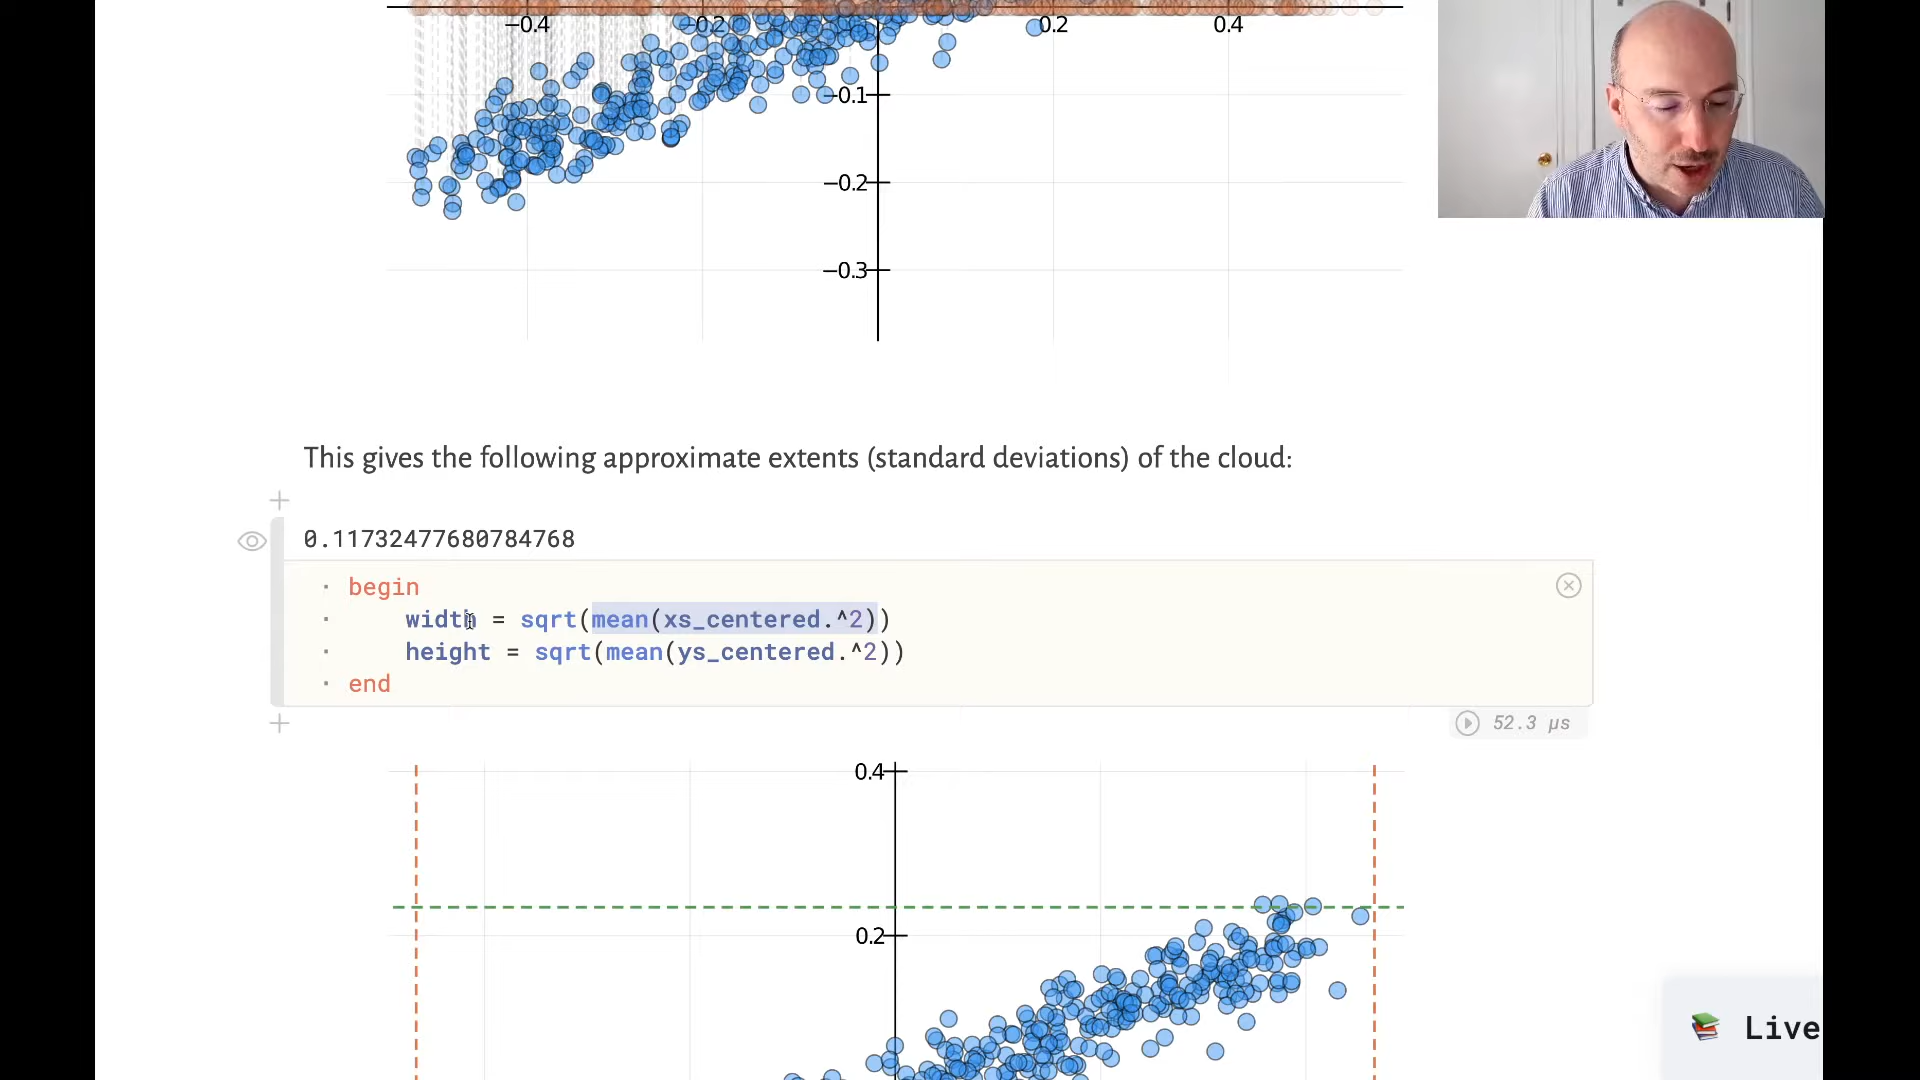 −0.4 −0.2 0.2 0.4
−0.1
−0.2
−0.3
This gives the following approximate extents (standard deviations) of the cloud:
0.11732477680784768
begin
width = sqrt(mean(xs_centered.^2))
height = sqrt(mean(ys_centered.^2))
end
52.3 μs
0.4
0.2
Live